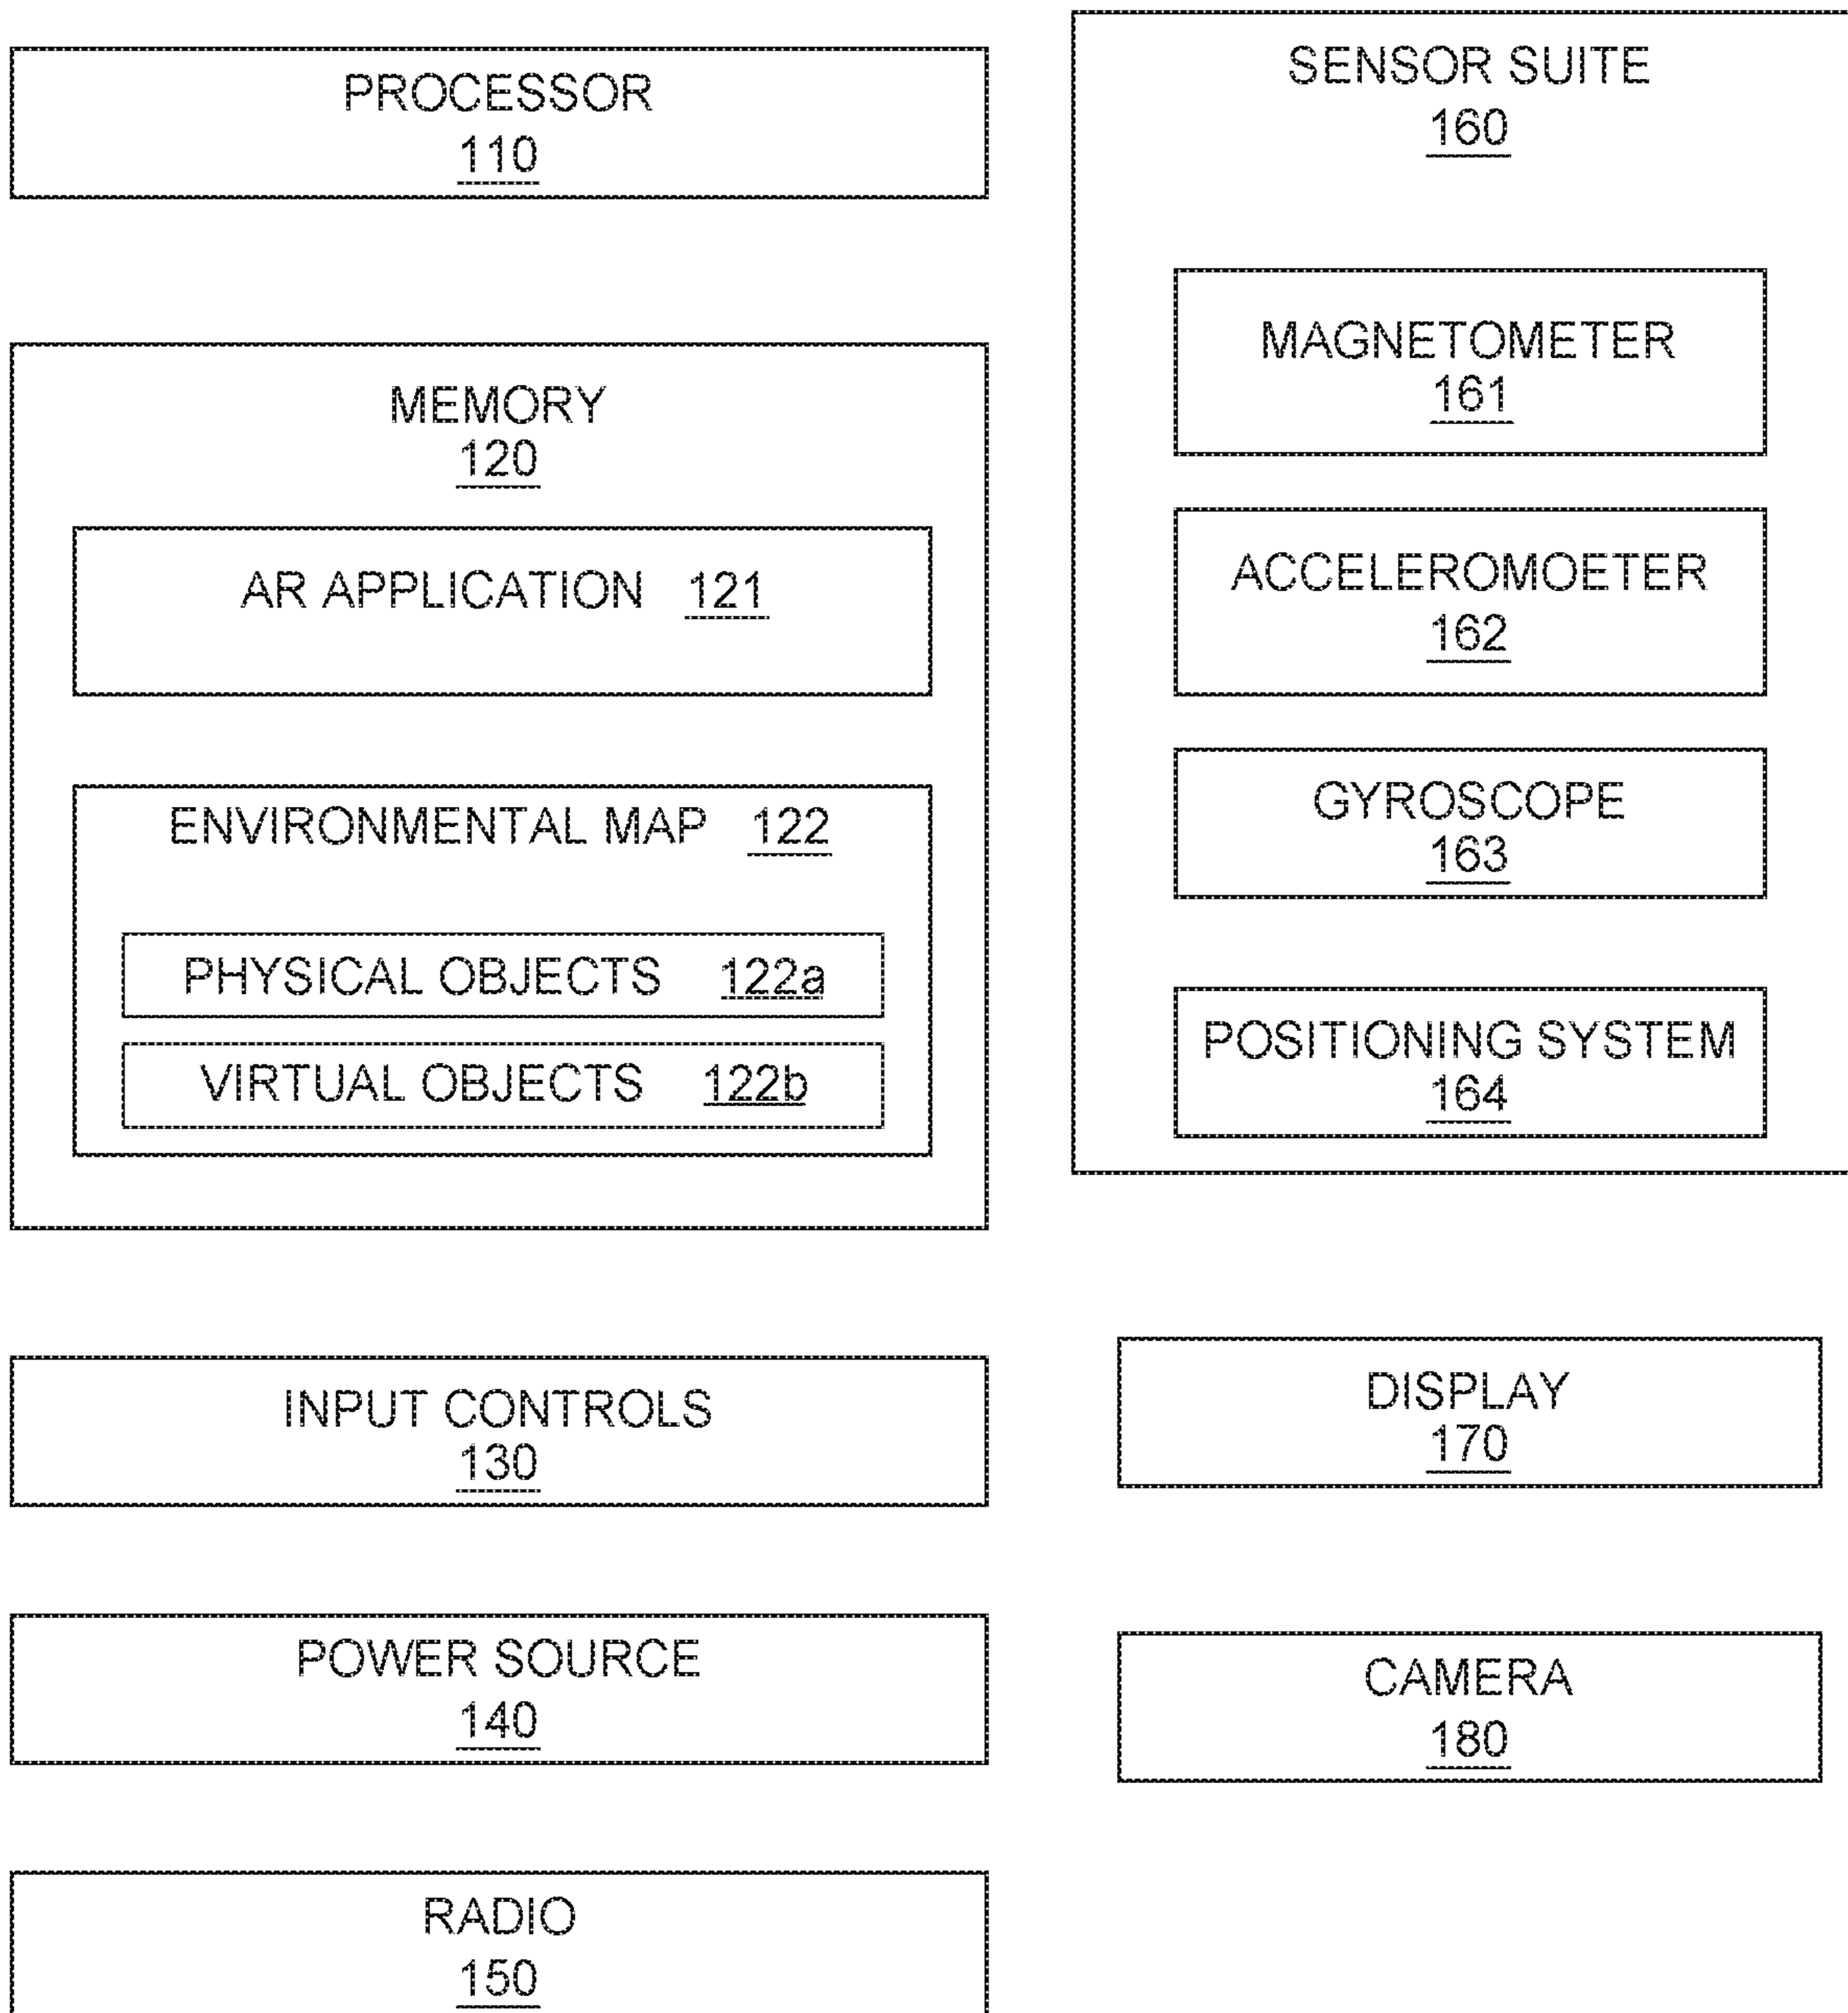 PROCESSOR
110
MEMORY
120
AR APPLICATION 121
ENVIRONMENTAL MAP 122
PHYSICAL OBJECTS 122a
VIRTUAL OBJECTS 122b
INPUT CONTROLS
130
POWER SOURCE
140
RADIO
150
SENSOR SUITE
160
MAGNETOMETER
161
ACCELEROMOETER
162
GYROSCOPE
163
POSITIONING SYSTEM
164
DISPLAY
170
CAMERA
180